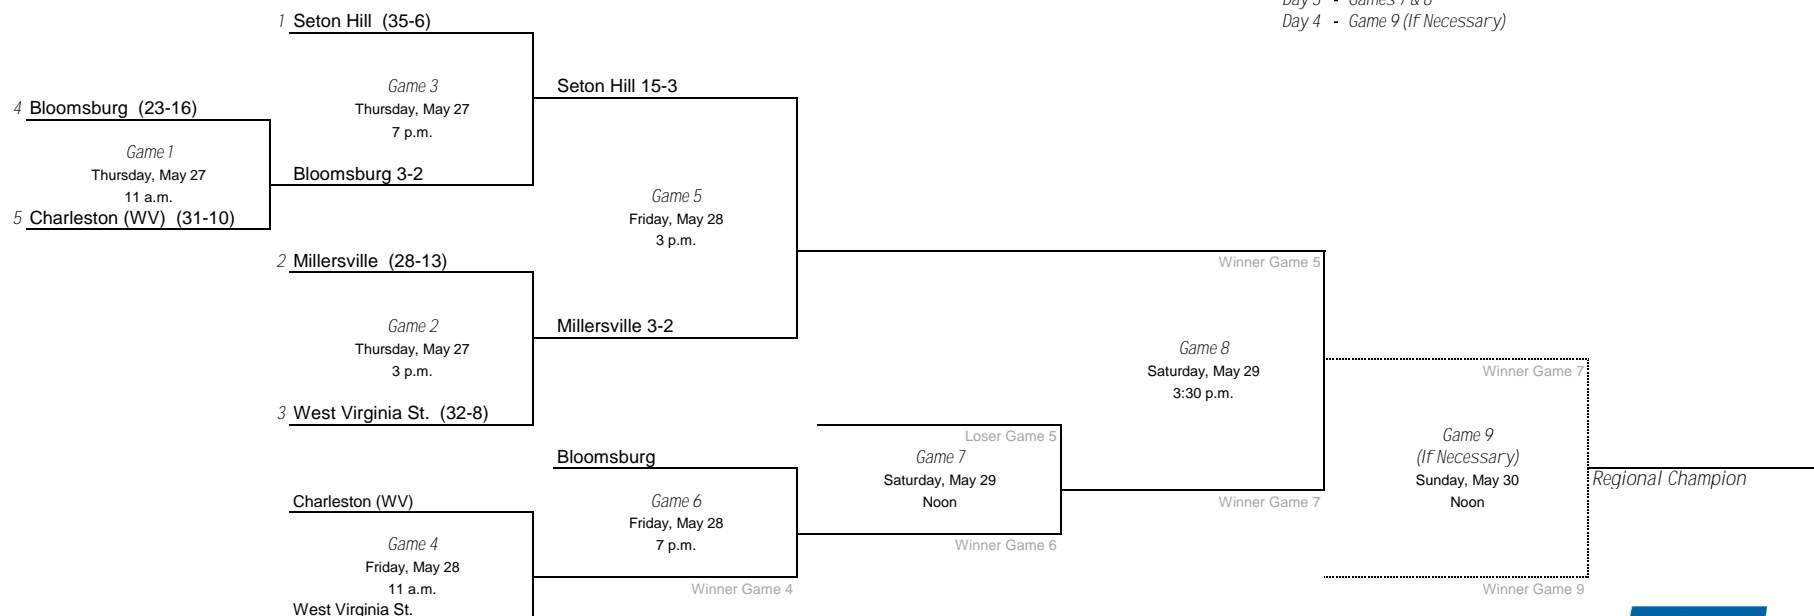 Day 3 - Games 7 & 8
Day 4 - Game 9 (If Necessary)
1 Seton Hill (35-6)
Game 3
Thursday, May 27
7 p.m.
Seton Hill 15-3
4 Bloomsburg (23-16)
Game 1
Thursday, May 27
11 a.m.
5 Charleston (WV) (31-10)
Bloomsburg 3-2
Game 5
Friday, May 28
3 p.m.
2 Millersville (28-13)
Game 2
Thursday, May 27
3 p.m.
3 West Virginia St. (32-8)
Millersville 3-2
Winner Game 5
Game 8
Saturday, May 29
3:30 p.m.
Winner Game 7
Loser Game 5
Game 7
Saturday, May 29
Noon
Winner Game 6
Winner Game 7
Game 9
(If Necessary)
Sunday, May 30
Noon
Regional Champion
Winner Game 9
Bloomsburg
Game 6
Friday, May 28
7 p.m.
Winner Game 4
Charleston (WV)
Game 4
Friday, May 28
11 a.m.
West Virginia St.